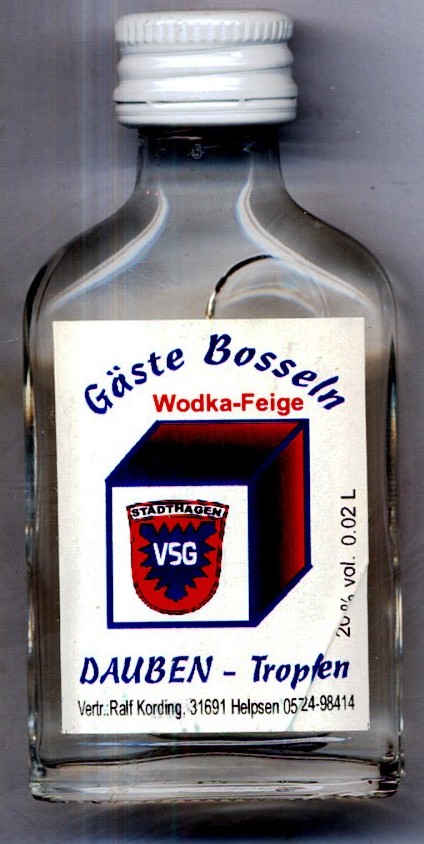 Gäste Bosseln
Wodka-Feige
STADTHAGEN
VSG
20% vol. 0.02 L
DAUBEN - Tropfen
Vertr.:Ralf Kording, 31691 Helpsen 05724-98414